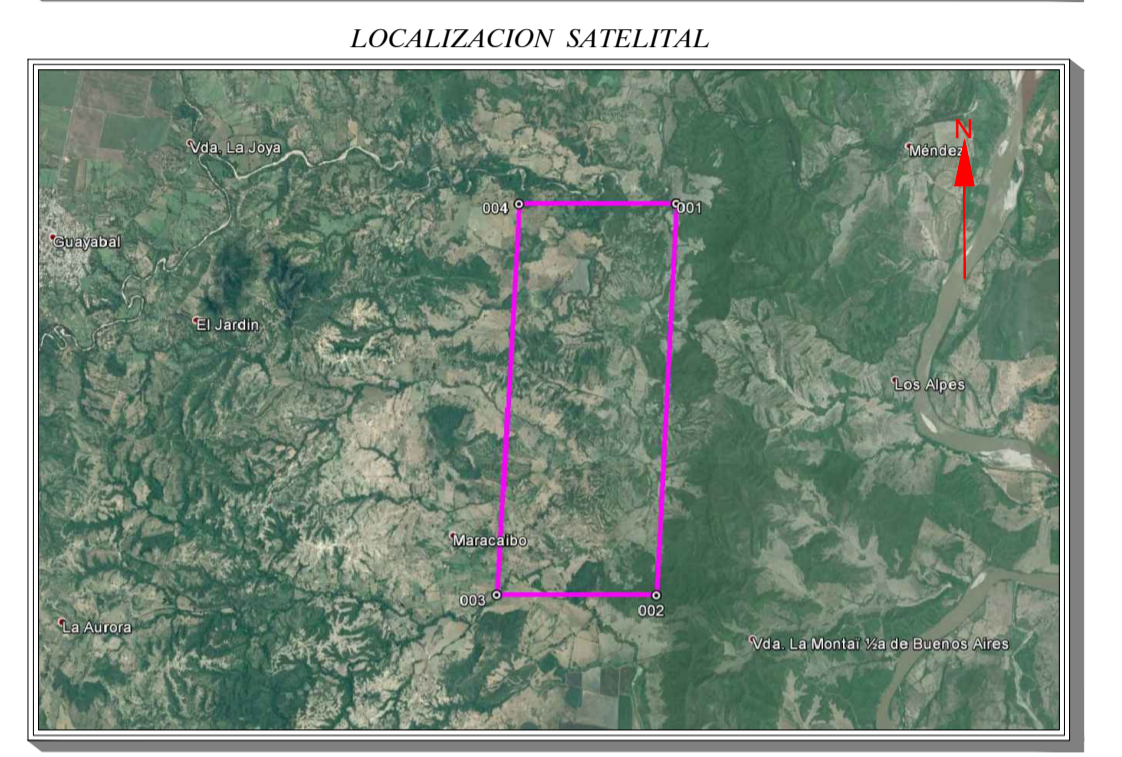 LOCALIZACION SATELITAL
N
Vda. La Joya
Méndez
004
001
Guayabal
El Jardin
Los Alpes
Maracaibo
003
002
La Aurora
Vda. La Montaï ½a de Buenos Aires